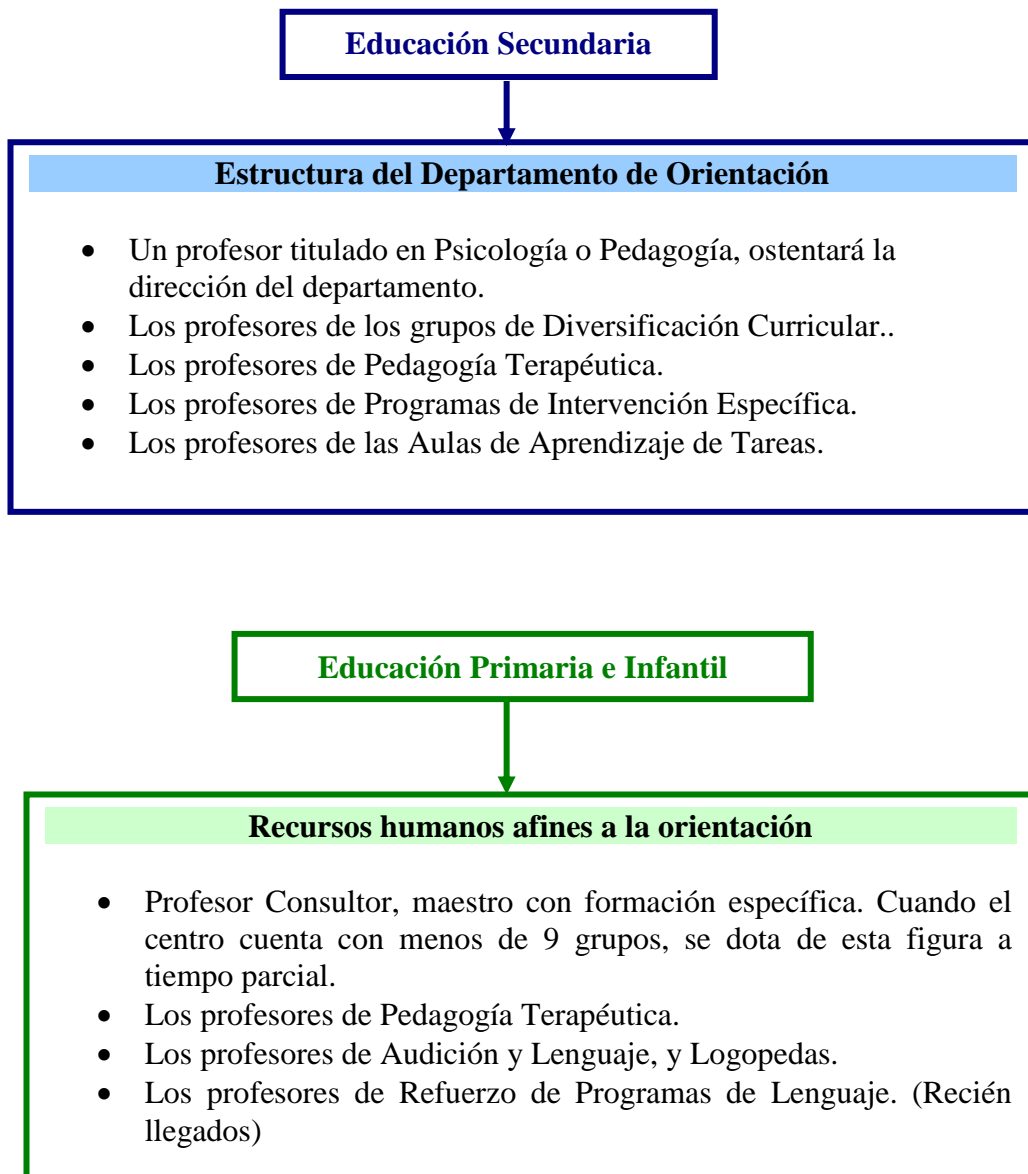 Educación Secundaria
Estructura del Departamento de Orientación
• Un profesor titulado en Psicología o Pedagogía, ostentará la
dirección del departamento.
• Los profesores de los grupos de Diversificación Curricular..
• Los profesores de Pedagogía Terapéutica.
• Los profesores de Programas de Intervención Específica.
• Los profesores de las Aulas de Aprendizaje de Tareas.
Educación Primaria e Infantil
Recursos humanos afines a la orientación
• Profesor Consultor, maestro con formación específica. Cuando el
centro cuenta con menos de 9 grupos, se dota de esta figura a
tiempo parcial.
• Los profesores de Pedagogía Terapéutica.
• Los profesores de Audición y Lenguaje, y Logopedas.
• Los profesores de Refuerzo de Programas de Lenguaje. (Recién
llegados)